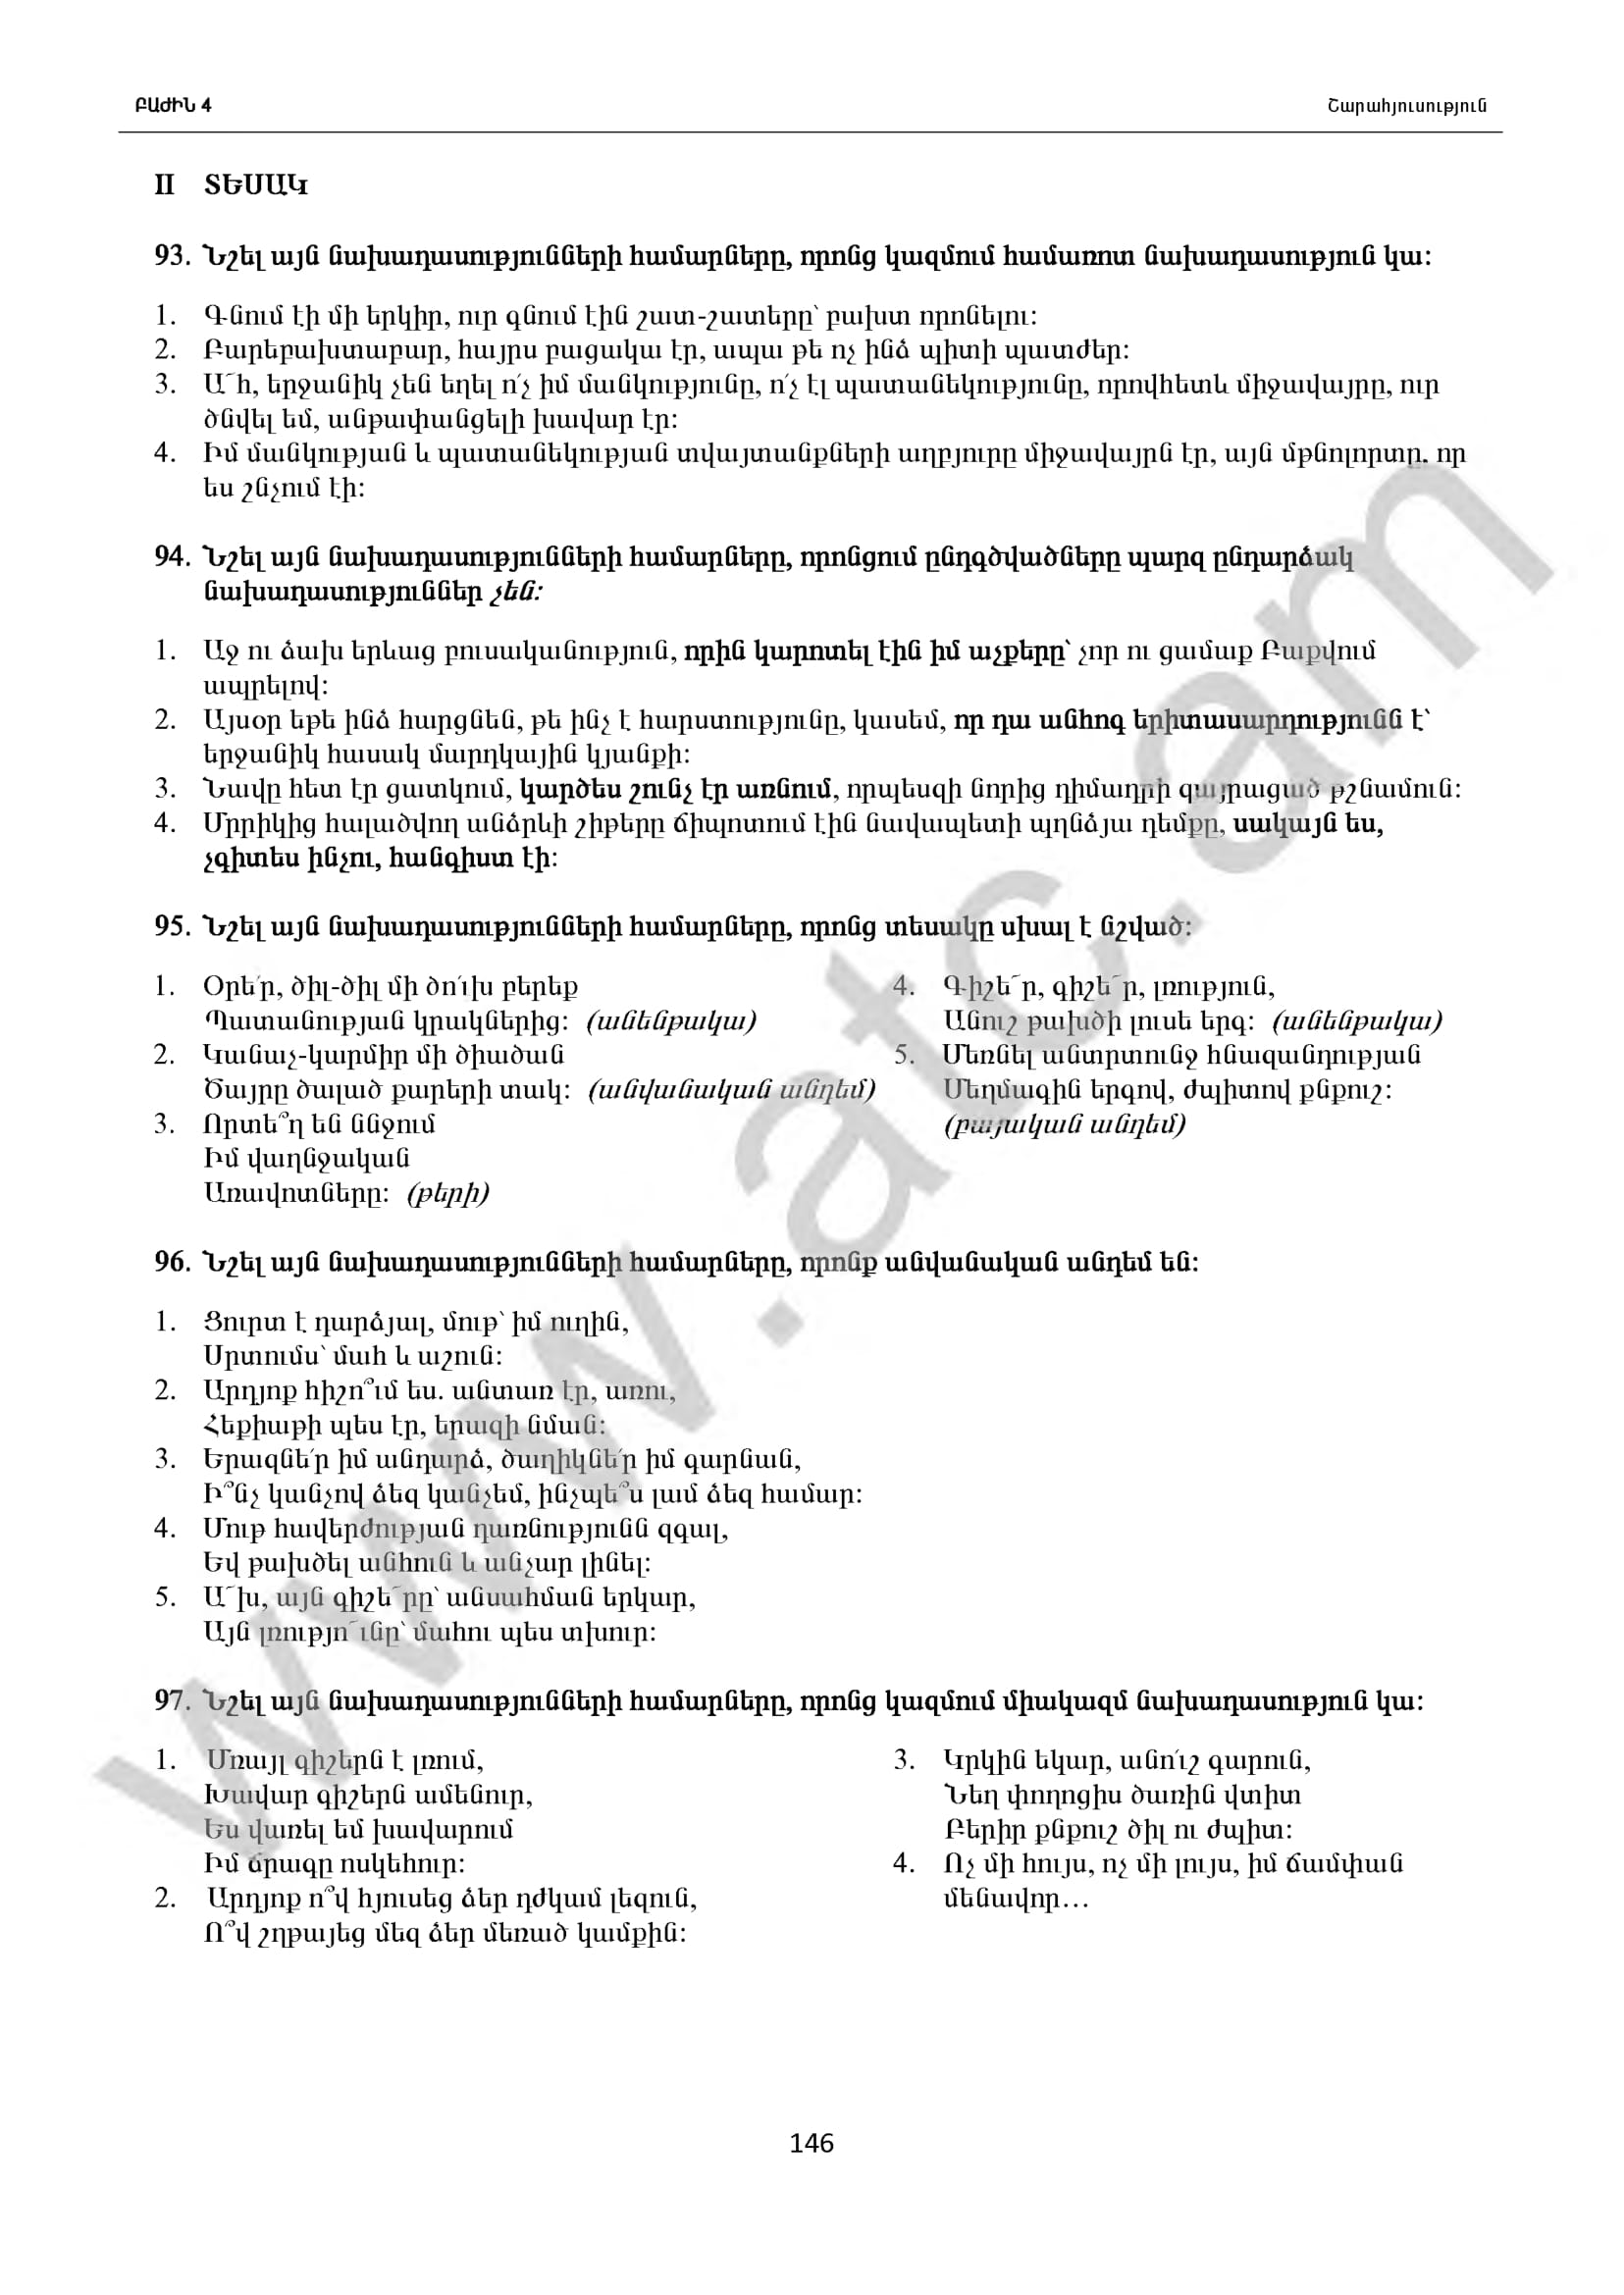 ԲԱԺԻՆ 4
Շարահյուսություն
II ՏԵՍԱԿ
93. Նշել այն նախադասությունների համարները, որոնց կազմում համառոտ նախադասություն կա:
1. Գնում էի մի երկիր, ուր գնում էին շատ-շատերը՝ բախտ որոնելու:
2. Բարեբախտաբար, հայրս բացակա էր, ապա թե ոչ ինձ պիտի պատժեր:
3. Ա՜հ, երջանիկ չեն եղել ո՛չ իմ մանկությունը, ո՛չ էլ պատանեկությունը, որովհետև միջավայրը, ուր
ծնվել եմ, անթափանցելի խավար էր:
4. Իմ մանկության և պատանեկության տվայտանքների աղբյուրը միջավայրն էր, այն մթնոլորտը, որ
ես շնչում էի:
94. Նշել այն նախադասությունների համարները, որոնցում ընդգծվածները պարզ ընդարձակ
նախադասություններ չեն:
1. Աջ ու ձախ երևաց բուսականություն, որին կարոտել էին իմ աչքերը՝ չոր ու ցամաք Բաքվում
ապրելով:
2. Այսօր եթե ինձ հարցնեն, թե ինչ է հարստությունը, կասեմ, որ դա անհոգ երիտասարդությունն է՝
երջանիկ հասակ մարդկային կյանքի:
3. Նավը հետ էր ցատկում, կարծես շունչ էր առնում, որպեսզի նորից դիմադրի գայրացած թշնամուն:
4. Մրրիկից հալածվող անձրևի շիթերը ճիպոտում էին նավապետի պղնձյա դեմքը, սակայն ես,
չգիտես ինչու, հանգիստ էի:
95. Նշել այն նախադասությունների համարները, որոնց տեսակը սխալ է նշված:
1. Օրե՛ր, ծիլ-ծիլ մի ծո՛ւխ բերեք
Պատանության կրակներից: (անենթակա)
2. Կանաչ-կարմիր մի ծիածան
Ծայրը ծալած քարերի տակ: (անվանական անդեմ)
3. Որտե՞ղ են ննջում
Իմ վաղնջական
Առավոտները: (թերի)
4. Գիշե՜ր, գիշե՜ր, լռություն,
Անուշ թախծի լուսե երգ: (անենթակա)
5. Մեռնել անտրտունջ հնազանդության
Մեղմագին երգով, ժպիտով քնքուշ:
(բայական անդեմ)
96. Նշել այն նախադասությունների համարները, որոնք անվանական անդեմ են:
1. Ցուրտ է դարձյալ, մութ՝ իմ ուղին,
Սրտումս՝ մահ և աշուն:
2. Արդյոք հիշո՞ւմ ես. անտառ էր, առու,
Հեքիաթի պես էր, երազի նման:
3. Երազնե՛ր իմ անդարձ, ծաղիկնե՛ր իմ գարնան,
Ի՞նչ կանչով ձեզ կանչեմ, ինչպե՞ս լամ ձեզ համար:
4. Մութ հավերժության դառնությունն զգալ,
Եվ թախծել անհուն և անչար լինել:
5. Ա՜խ, այն գիշե՜րը՝ անսահման երկար,
Այն լռությո՜ւնը՝ մահու պես տխուր:
97. Նշել այն նախադասությունների համարները, որոնց կազմում միակազմ նախադասություն կա:
1. Մռայլ գիշերն է լռում,
Խավար գիշերն ամենուր,
Ես վառել եմ խավարում
Իմ ճրագը ոսկեհուր:
2. Արդյոք ո՞վ հյուսեց ձեր դժկամ լեզուն,
Ո՞վ շղթայեց մեզ ձեր մեռած կամքին:
3. Կրկին եկար, անո՛ւշ գարուն,
Նեղ փողոցիս ծառին վտիտ
Բերիր քնքուշ ծիլ ու ժպիտ:
4. Ոչ մի հույս, ոչ մի լույս, իմ ճամփան
մենավոր…
146
www.atc.am